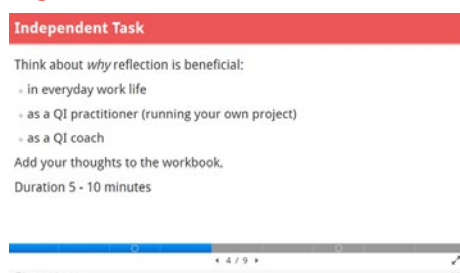 Independent Task
Think about why reflection is beneficial:
in everyday work life
as a QI practitioner (running your own project)
as a QI coach
Add your thoughts to the workbook.
Duration 5 - 10 minutes
4 / 9